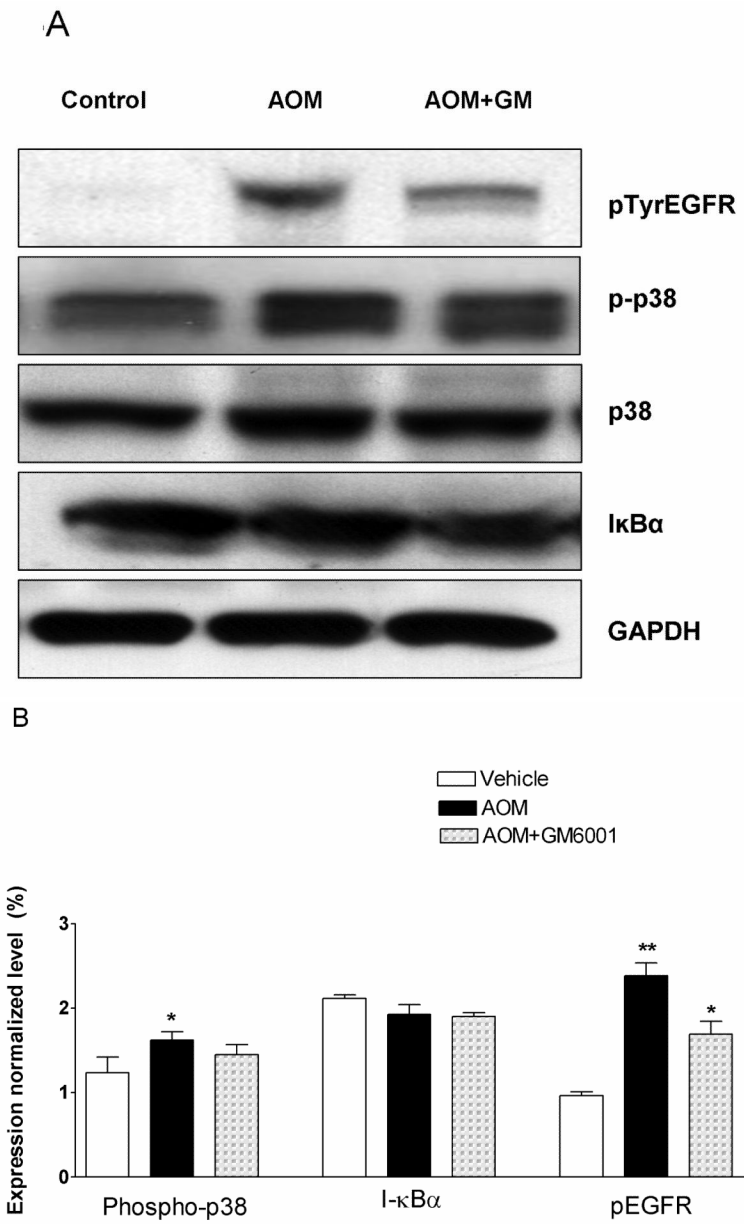 A
Control AOM AOM+GM
pTyrEGFR
p-p38
p38
IκBα
GAPDH
B
Vehicle
AOM
AOM+GM6001
Expression normalized level (%)
3
2
1
0
*
**
*
Phospho-p38 I-κBα pEGFR